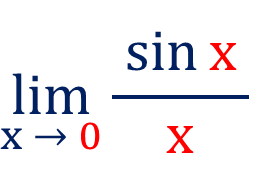 sin x
lim
x → 0
x